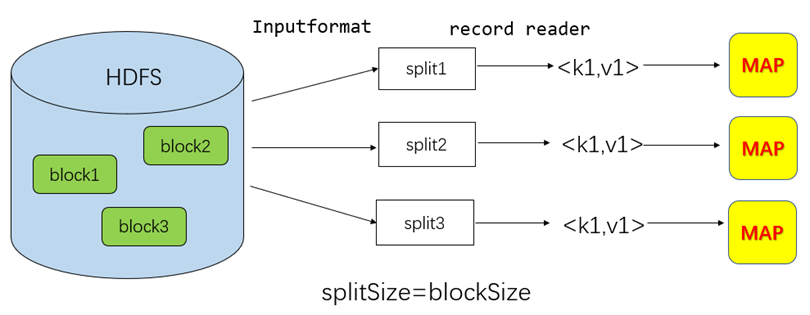 Inputformat
record reader
HDFS
block1
block2
block3
split1
<k1,v1>
MAP
split2
<k1,v1>
MAP
split3
<k1,v1>
MAP
splitSize=blockSize